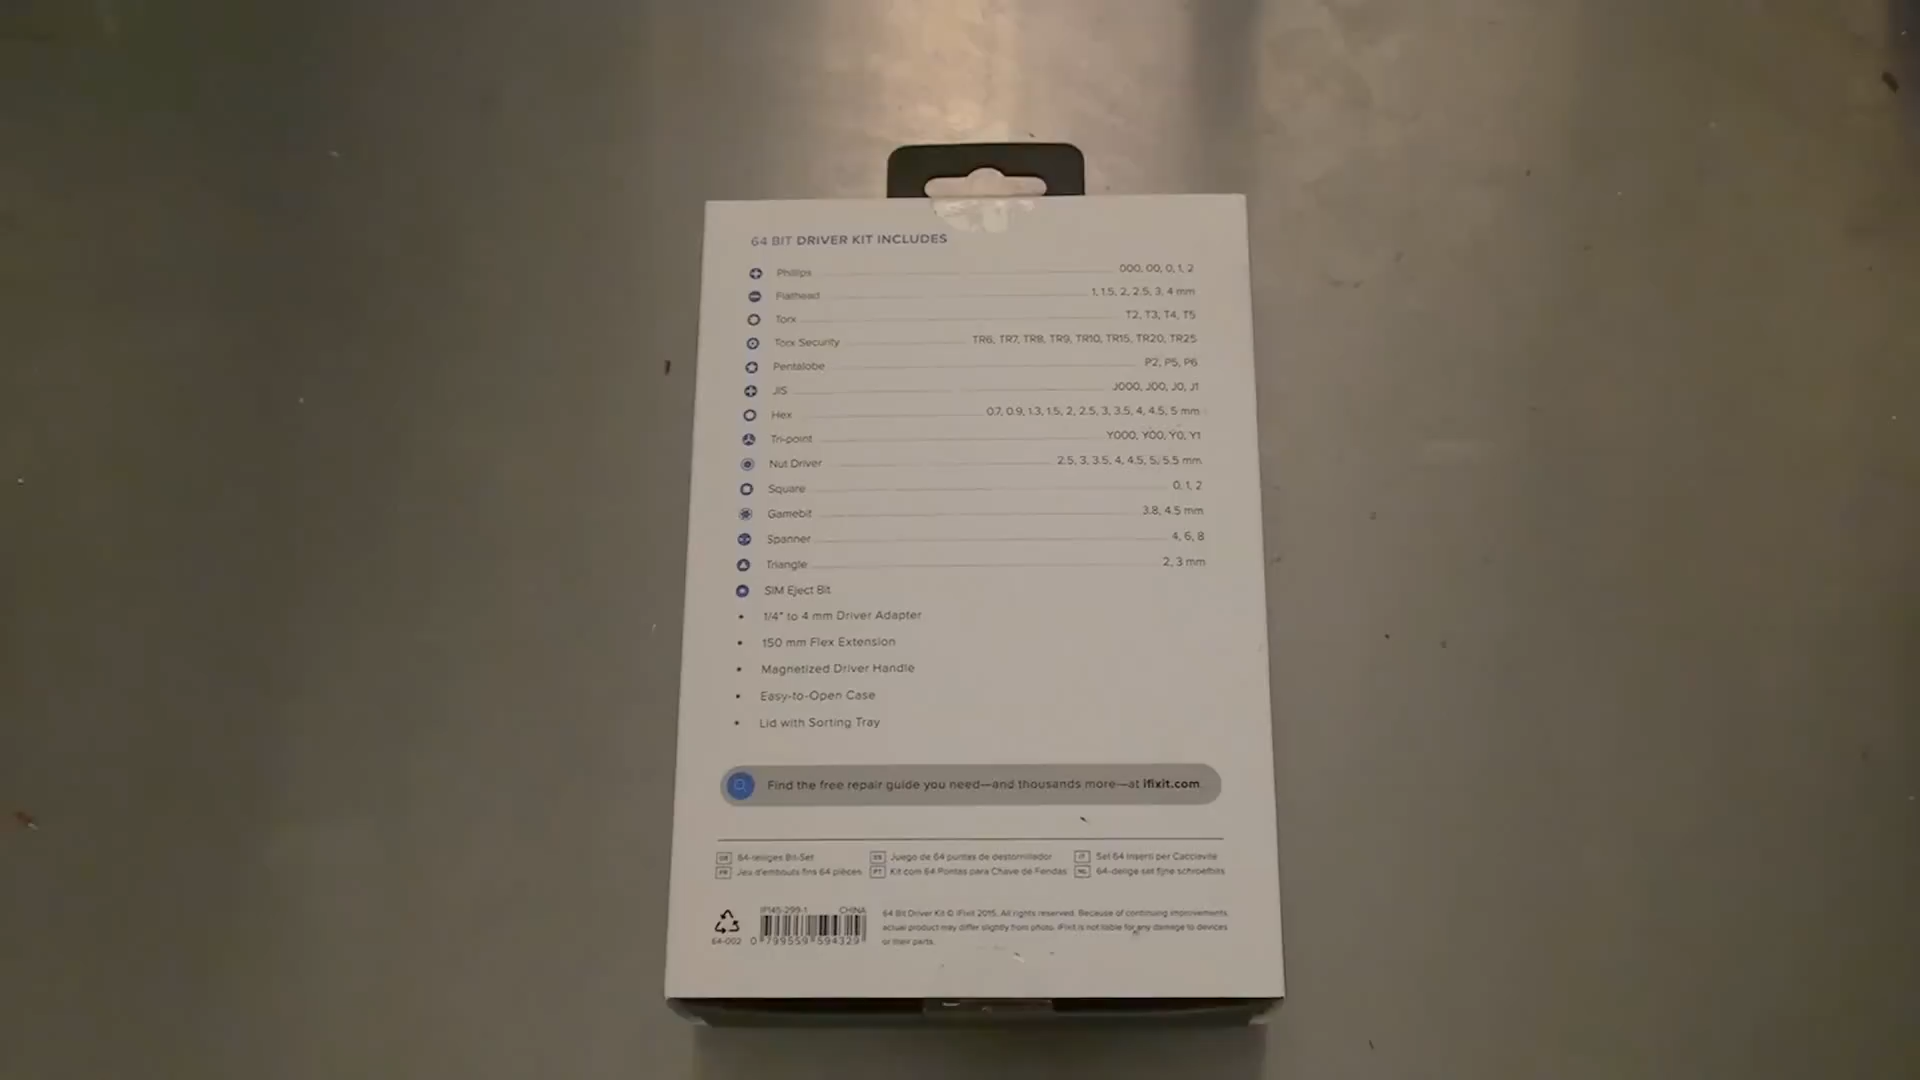 64 BIT DRIVER KIT INCLUDES
Phillips 000, 00, 0, 1, 2
Flathead 1, 1.5, 2, 2.5, 3, 4 mm
Torx T2, T3, T4, T5
Torx Security TR6, TR7, TR8, TR9, TR10, TR15, TR20, TR25
Pentalobe P2, P5, P6
JIS J000, J00, J0, J1
Hex 0.7, 0.9, 1.3, 1.5, 2, 2.5, 3, 3.5, 4, 4.5, 5 mm
Tri-point Y000, Y00, Y0, Y1
Nut Driver 2.5, 3, 3.5, 4, 4.5, 5, 5.5 mm
Square 0, 1, 2
Gamebit 3.8, 4.5 mm
Spanner 4, 6, 8
Triangle 2, 3 mm
SIM Eject Bit
• 1/4" to 4 mm Driver Adapter
• 150 mm Flex Extension
• Magnetized Driver Handle
• Easy-to-Open Case
• Lid with Sorting Tray
Find the free repair guide you need—and thousands more—at ifixit.com
64-teiliges Bit-Set
Juego de 64 puntas de destornillador
IT Set 64 Inserti per Cacciavite
FR Jeu d'embouts fins 64 pièces
PT Kit com 64 Pontas para Chave de Fendas
NL 64-delige set fijne schroefbits
IF145-299-1 CHINA
64-002 0 799559 594329
64 Bit Driver Kit © iFixit 2015. All rights reserved. Because of continuing improvements,
actual product may differ slightly from photo. iFixit is not liable for any damage to devices
or their parts.